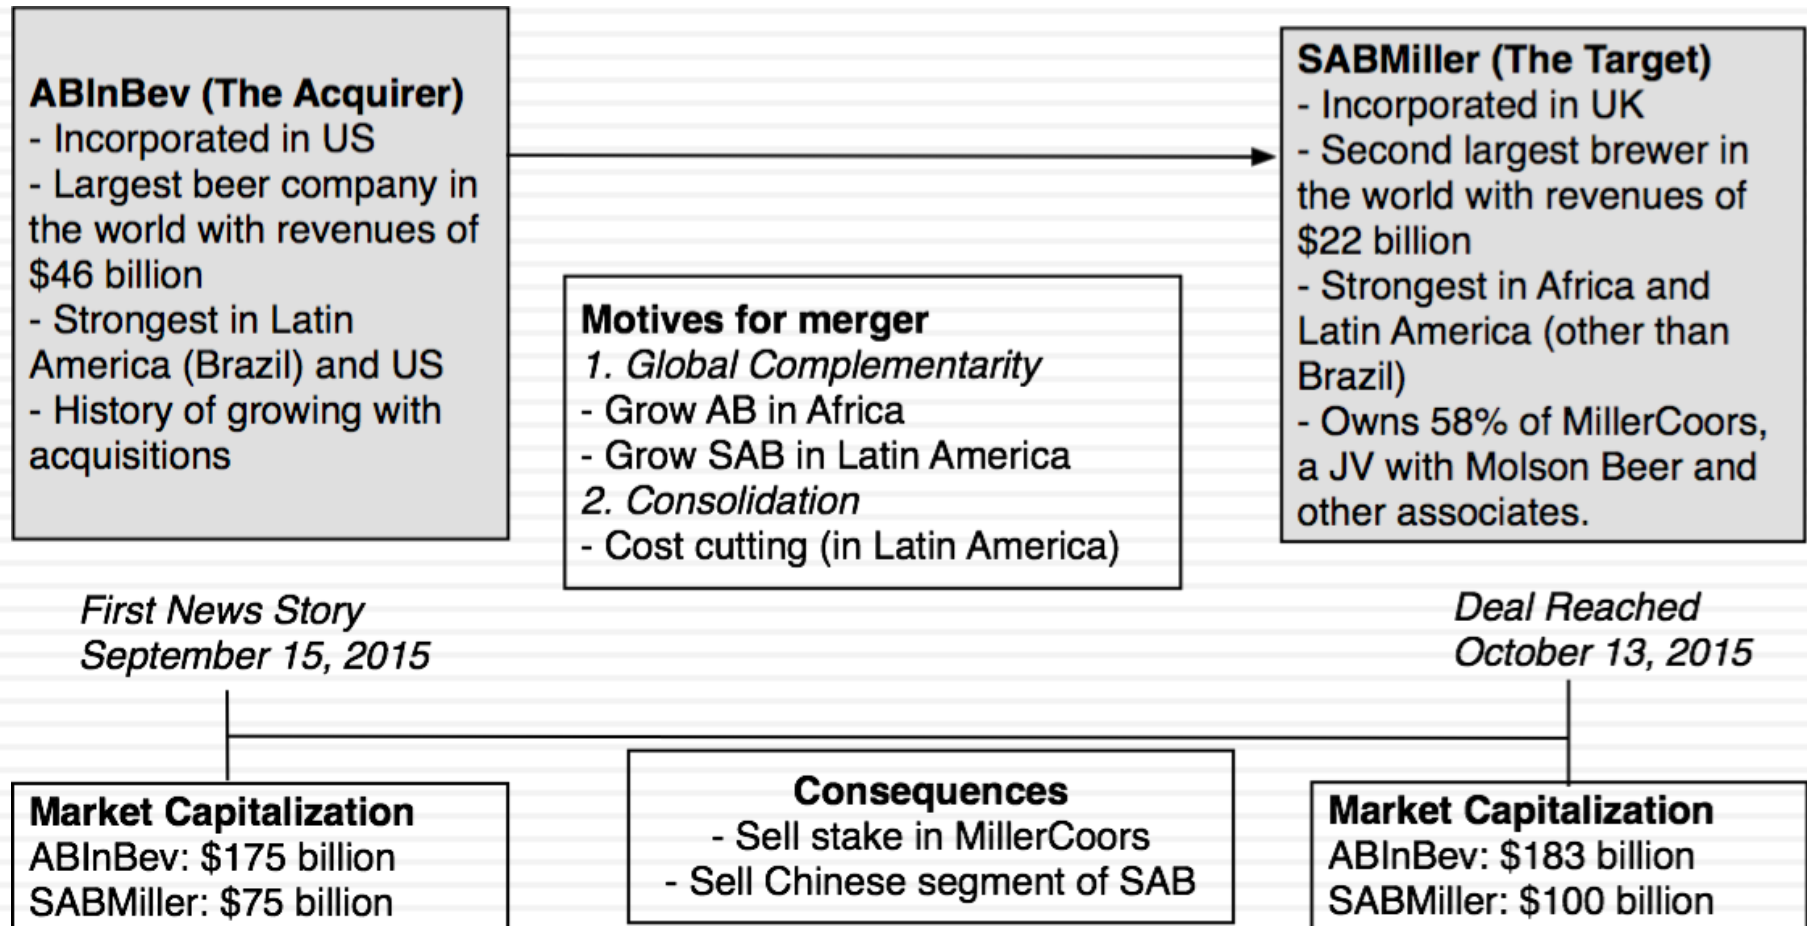 ABInBev (The Acquirer)
- Incorporated in US
- Largest beer company in
the world with revenues of
$46 billion
- Strongest in Latin
America (Brazil) and US
- History of growing with
acquisitions
SABMiller (The Target)
- Incorporated in UK
- Second largest brewer in
the world with revenues of
$22 billion
- Strongest in Africa and
Latin America (other than
Brazil)
- Owns 58% of MillerCoors,
a JV with Molson Beer and
other associates.
Motives for merger
1. Global Complementarity
- Grow AB in Africa
- Grow SAB in Latin America
2. Consolidation
- Cost cutting (in Latin America)
First News Story
September 15, 2015
Deal Reached
October 13, 2015
Market Capitalization
ABInBev: $175 billion
SABMiller: $75 billion
Consequences
- Sell stake in MillerCoors
- Sell Chinese segment of SAB
Market Capitalization
ABInBev: $183 billion
SABMiller: $100 billion